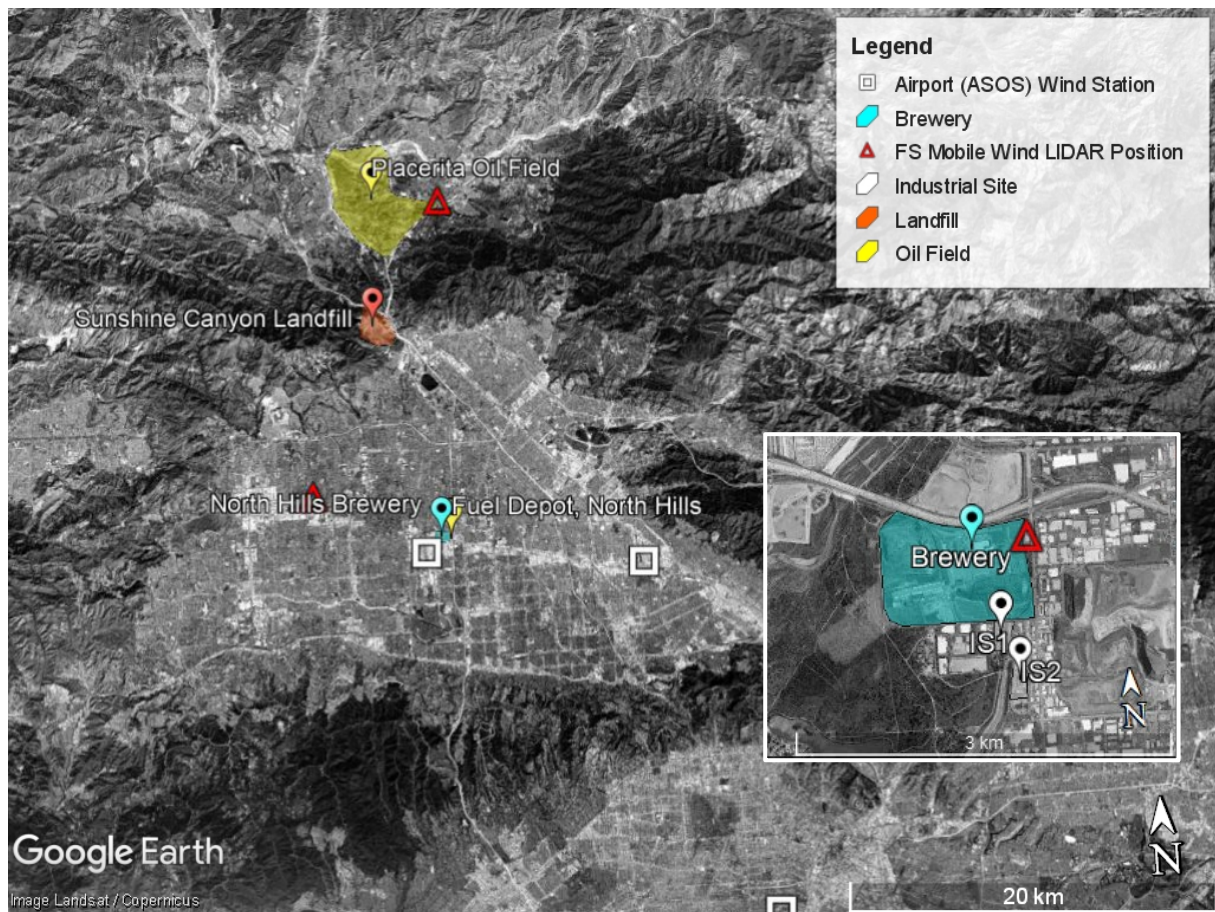 Legend
Airport (ASOS) Wind Station
Brewery
FS Mobile Wind LIDAR Position
Industrial Site
Landfill
Oil Field
Placerita Oil Field
Sunshine Canyon Landfill
North Hills Brewery
Fuel Depot, North Hills
Brewery
IS1
IS2
N
3 km
Google Earth
N
Image Landsat / Copernicus
20 km